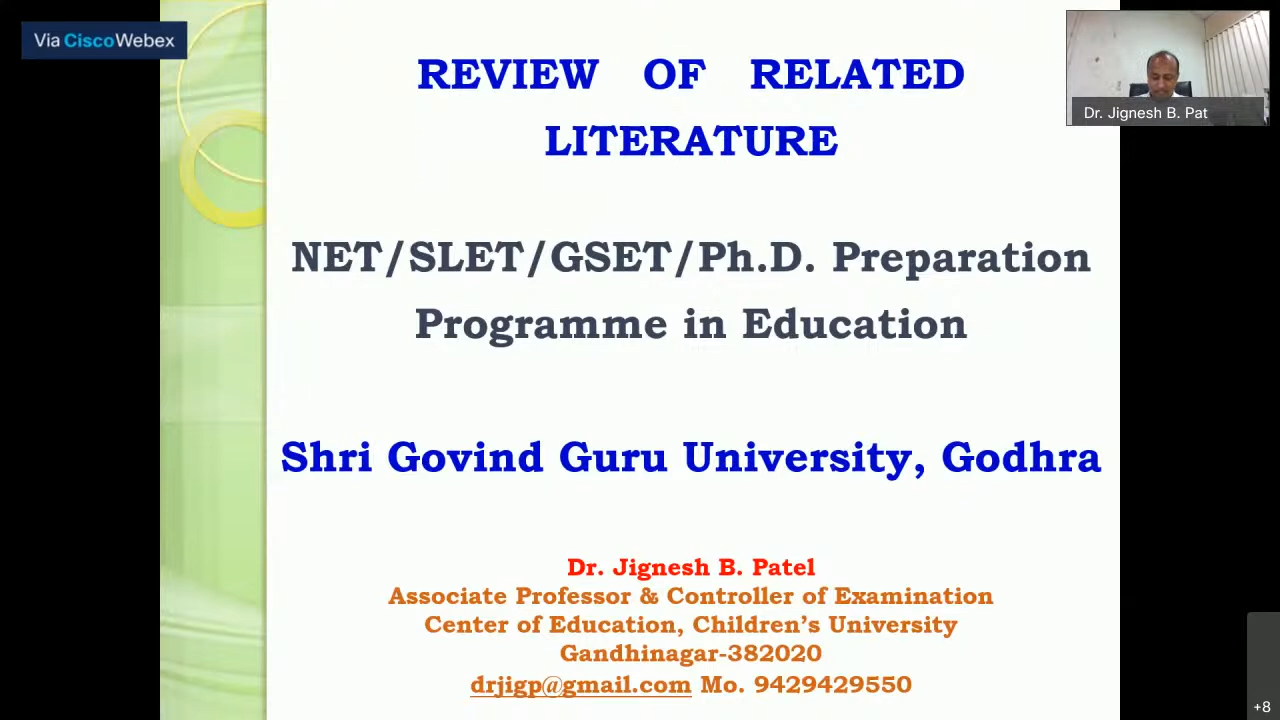 Via CiscoWebex
REVIEW OF RELATED
LITERATURE
Dr. Jignesh B. Pat
NET/SLET/GSET/Ph.D. Preparation
Programme in Education
Shri Govind Guru University, Godhra
Dr. Jignesh B. Patel
Associate Professor & Controller of Examination
Center of Education, Children's University
Gandhinagar-382020
drjigp@gmail.com Mo. 9429429550
+8